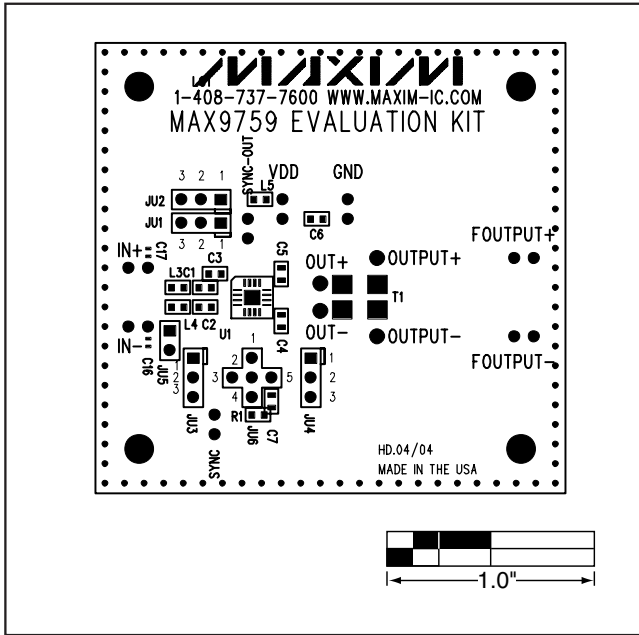 LS1
MAXIM
1-408-737-7600 WWW.MAXIM-IC.COM
MAX9759 EVALUATION KIT
SYNC-OUT
VDD
GND
3 2 1
L5
JU2
JU1
C6
3 2 1
IN+
C17
C3
C5
FOUTPUT+
OUT+
OUTPUT+
L3 C1
T1
L4 C2
U1
C4
OUT-
OUTPUT-
IN-
C16
JU5
FOUTPUT-
1
2
3
JU3
1
2
3
5
4
R1
JU6
C7
1
2
3
JU4
SYNC
HD.04/04
MADE IN THE USA
1.0"